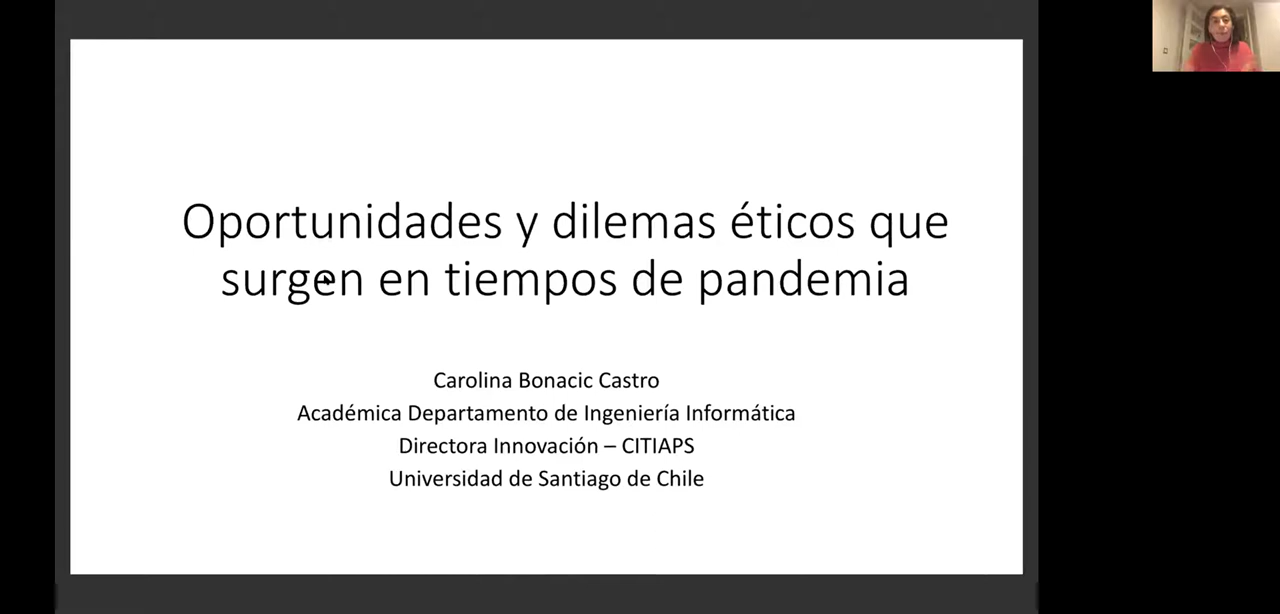 Oportunidades y dilemas éticos que
surgen en tiempos de pandemia
Carolina Bonacic Castro
Académica Departamento de Ingeniería Informática
Directora Innovación – CITIAPS
Universidad de Santiago de Chile